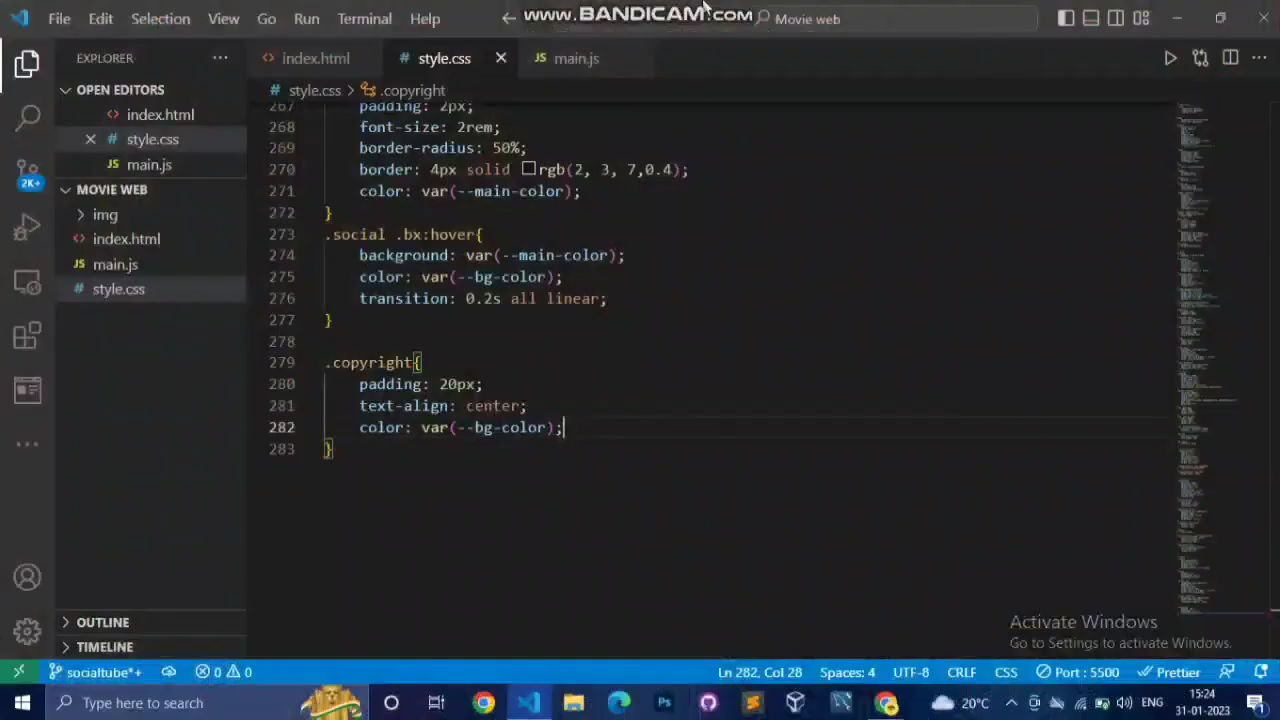 File Edit Selection View Go Run Terminal Help
www.BANDICAM.com
Movie web
EXPLORER
index.html
style.css
main.js
OPEN EDITORS
index.html
style.css
main.js
MOVIE WEB
img
index.html
main.js
style.css
OUTLINE
TIMELINE
2K+
style.css > .copyright
267 padding: 2px;
268 font-size: 2rem;
269 border-radius: 50%;
270 border: 4px solid rgb(2, 3, 7,0.4);
271 color: var(--main-color);
272 }
273 .social .bx:hover{
274 background: var(--main-color);
275 color: var(--bg-color);
276 transition: 0.2s all linear;
277 }
278
279 .copyright{
280 padding: 20px;
281 text-align: center;
282 color: var(--bg-color);
283 }
Activate Windows
Go to Settings to activate Windows.
socialtube*+ 0 0 Ln 282, Col 28 Spaces: 4 UTF-8 CRLF CSS Port : 5500 Prettier
Type here to search
Ps
20°C
ENG
15:24
31-01-2023
1